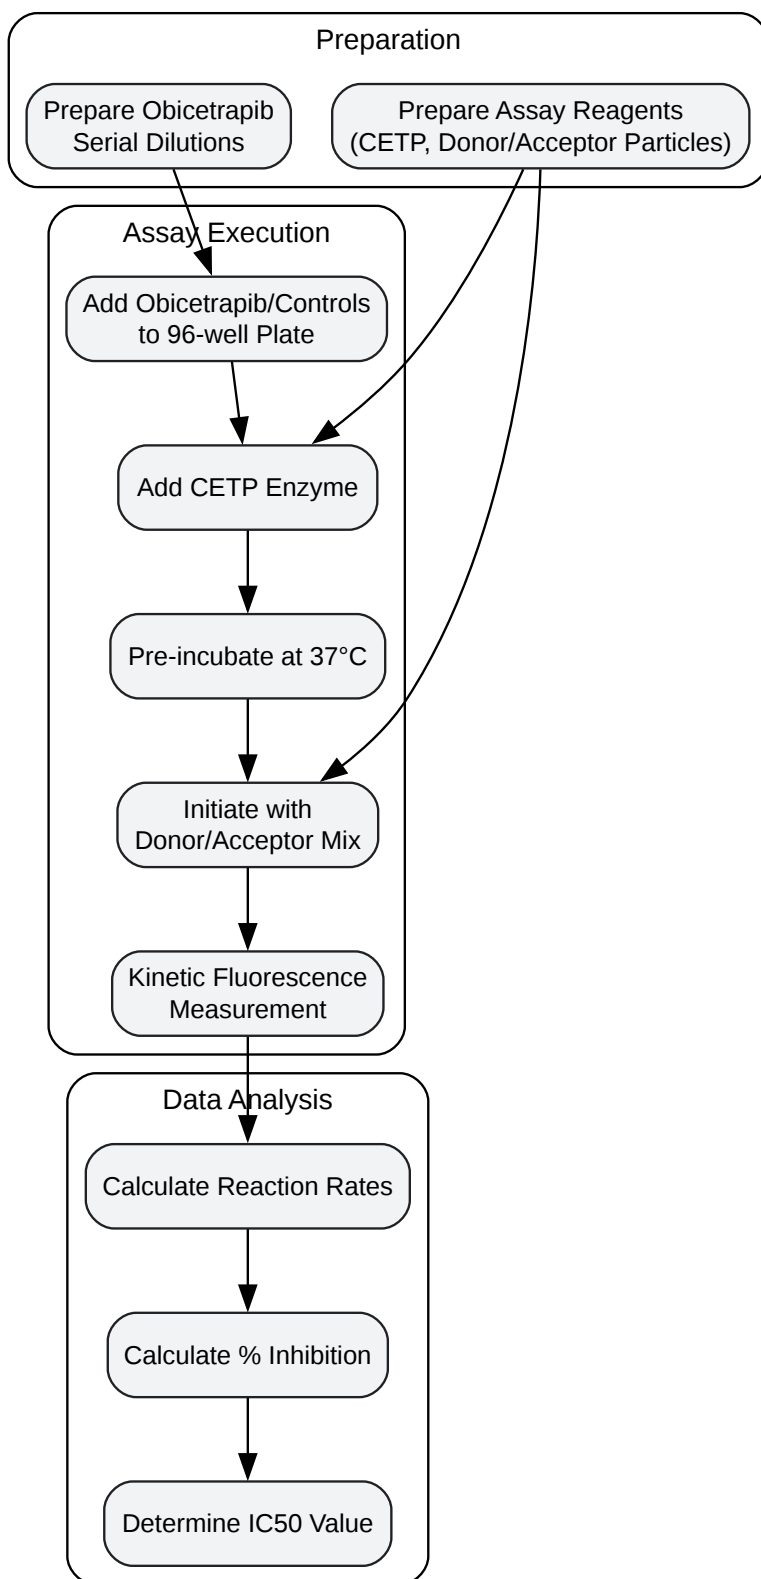 Preparation
Prepare Obicetrapib
Serial Dilutions
Prepare Assay Reagents
(CETP, Donor/Acceptor Particles)
Assay Execution
Add Obicetrapib/Controls
to 96-well Plate
Add CETP Enzyme
Pre-incubate at 37°C
Initiate with
Donor/Acceptor Mix
Kinetic Fluorescence
Measurement
Data Analysis
Calculate Reaction Rates
Calculate % Inhibition
Determine IC50 Value